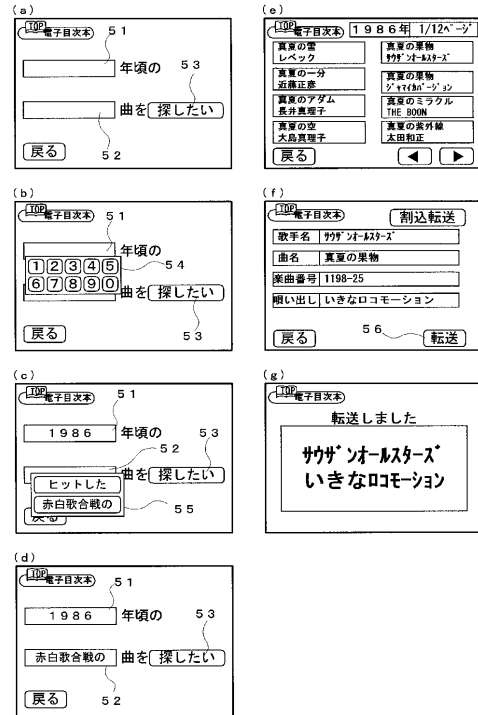 (a)
TOP
電子目次本
51
年頃の
53
曲を 探したい
戻る
52
(b)
TOP
電子目次本
51
年頃の
1 2 3 4 5
54
6 7 8 9 0
曲を 探したい
戻る
53
(c)
TOP
電子目次本
51
1986 年頃の
52
53
曲を 探したい
ヒットした
赤白歌合戦の
55
戻る
(d)
TOP
電子目次本
51
1986 年頃の
53
赤白歌合戦の 曲を 探したい
戻る
52
(e)
TOP
電子目次本
1986年 1/12ページ
真夏の雪
レベック
真夏の果物
サウザンオールスターズ
真夏の一分
近藤正彦
真夏の果物
ジャマイカバージョン
真夏のアダム
長井真理子
真夏のミラクル
THE BOON
真夏の空
大島真理子
真夏の紫外線
太田和正
戻る
(f)
TOP
電子目次本
割込転送
歌手名 サウザンオールスターズ
曲名 真夏の果物
楽曲番号 1198-25
唄い出し いきなロコモーション
56
戻る
転送
(g)
TOP
電子目次本
転送しました
サウザンオールスターズ
いきなロコモーション